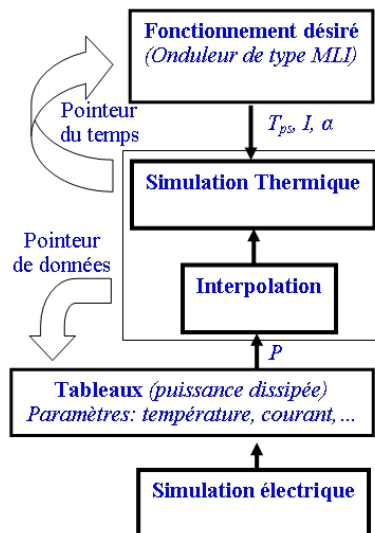 Fonctionnement désiré
(Onduleur de type MLI)
Pointeur
du temps
T_ps, I, α
Simulation Thermique
Pointeur
de données
Interpolation
P
Tableaux (puissance dissipée)
Paramètres: température, courant,...
Simulation électrique